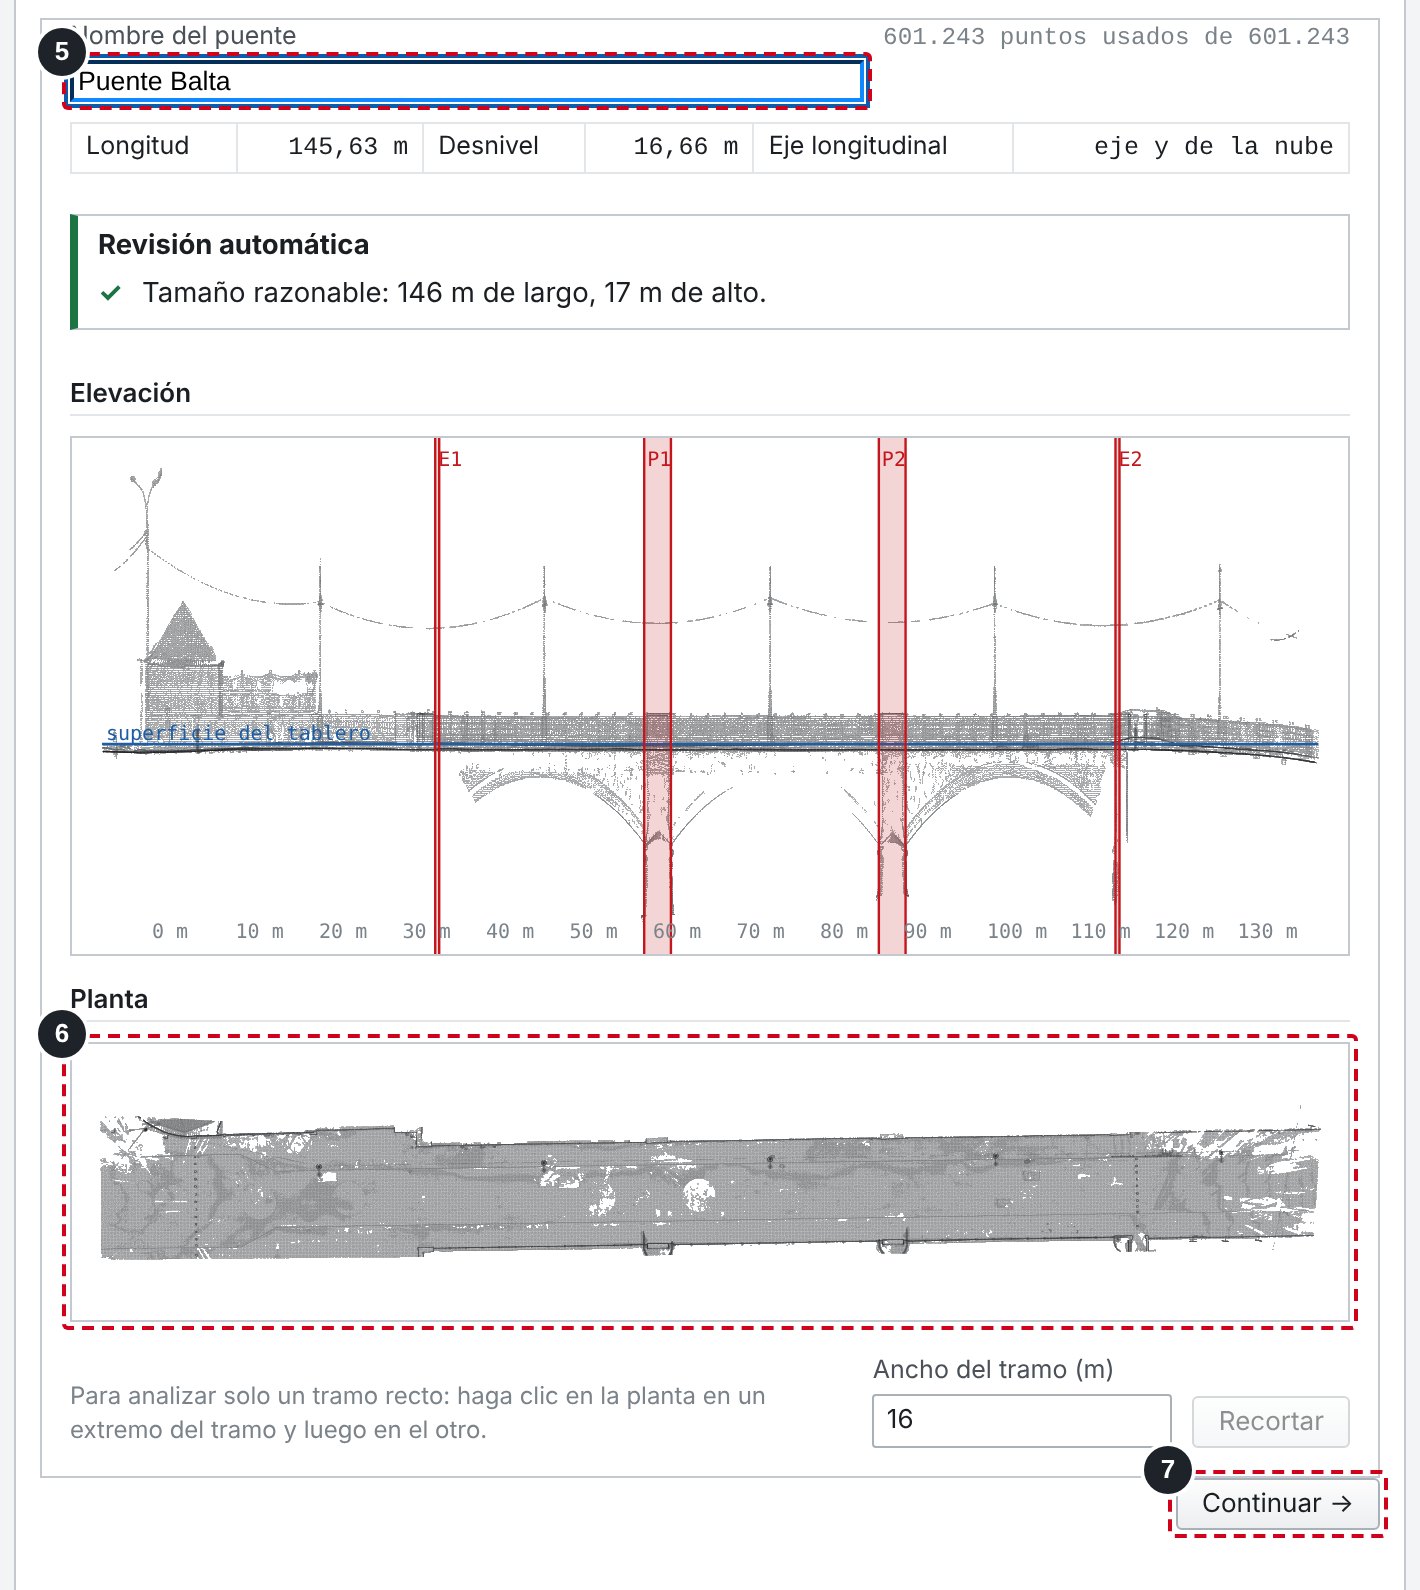 5
Nombre del puente
601.243 puntos usados de 601.243
Puente Balta
Longitud 145,63 m Desnivel 16,66 m Eje longitudinal eje y de la nube
Revisión automática
✓ Tamaño razonable: 146 m de largo, 17 m de alto.
Elevación
E1 P1 P2 E2
superficie del tablero
0 m 10 m 20 m 30 m 40 m 50 m 60 m 70 m 80 m 90 m 100 m 110 m 120 m 130 m
Planta
6
Ancho del tramo (m)
Para analizar solo un tramo recto: haga clic en la planta en un
extremo del tramo y luego en el otro.
16
Recortar
7
Continuar →